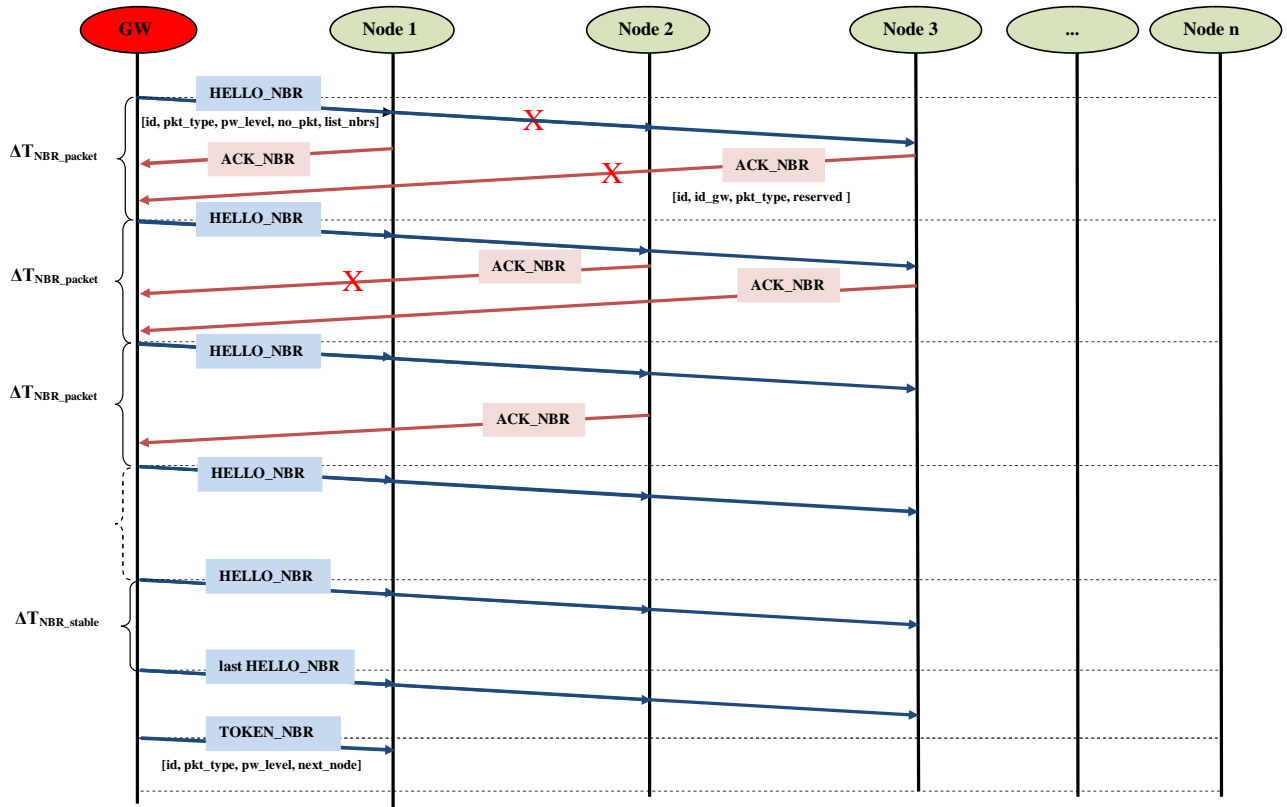 GW
Node 1
Node 2
Node 3
...
Node n
HELLO_NBR
[id, pkt_type, pw_level, no_pkt, list_nbrs]
X
ΔTNBR_packet
ACK_NBR
X
ACK_NBR
[id, id_gw, pkt_type, reserved ]
HELLO_NBR
ΔTNBR_packet
X
ACK_NBR
ACK_NBR
HELLO_NBR
ΔTNBR_packet
ACK_NBR
HELLO_NBR
HELLO_NBR
ΔTNBR_stable
last HELLO_NBR
TOKEN_NBR
[id, pkt_type, pw_level, next_node]